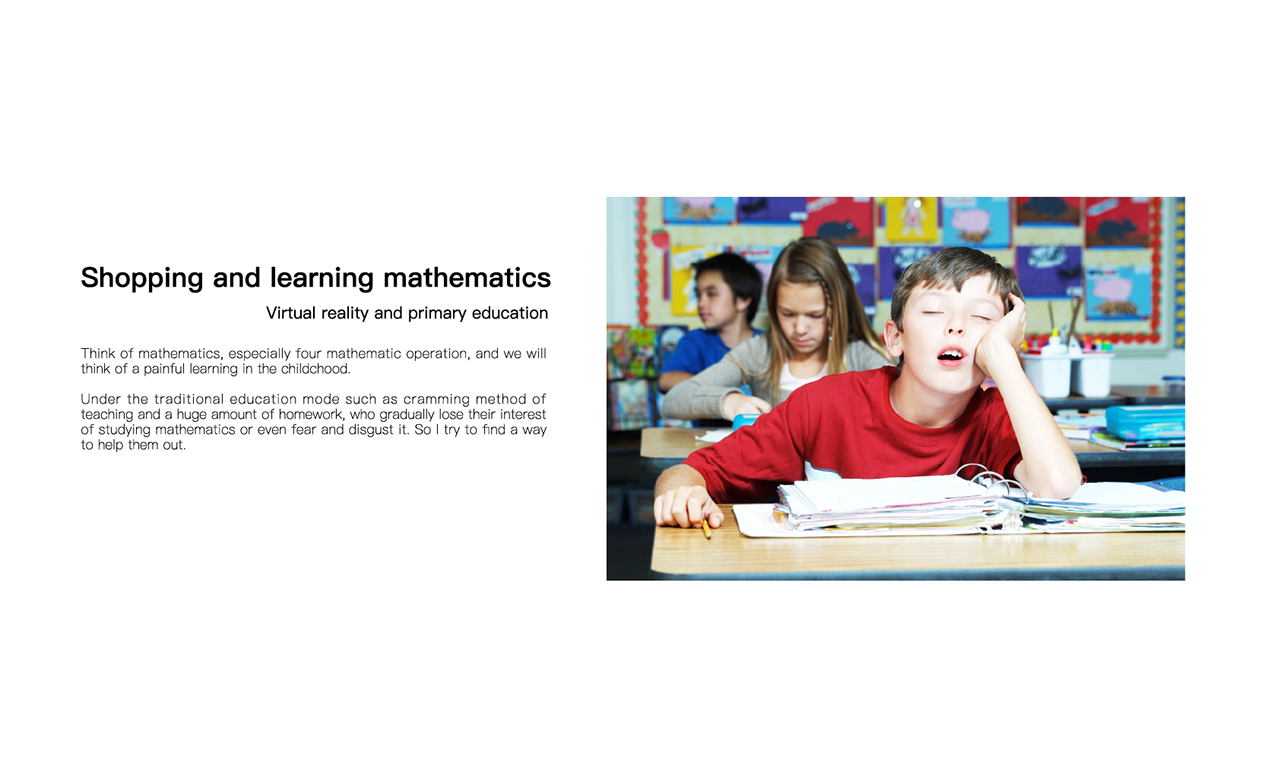 Shopping and learning mathematics
Virtual reality and primary education
Think of mathematics, especially four mathematic operation, and we will
think of a painful learning in the childchood.
Under the traditional education mode such as cramming method of
teaching and a huge amount of homework, who gradually lose their interest
of studying mathematics or even fear and disgust it. So I try to find a way
to help them out.